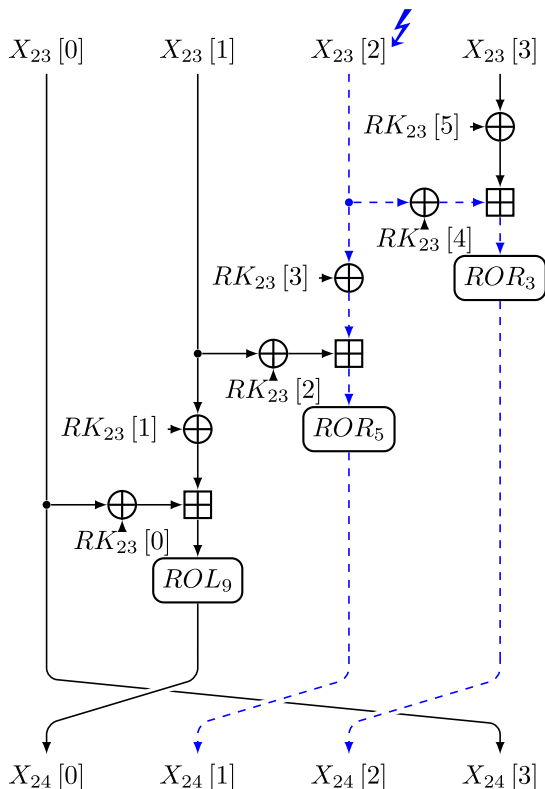 X₂₃ [0] X₂₃ [1] X₂₃ [2] X₂₃ [3]
RK₂₃ [5]
RK₂₃ [4]
ROR₃
RK₂₃ [3]
RK₂₃ [2]
ROR₅
RK₂₃ [1]
RK₂₃ [0]
ROL₉
X₂₄ [0] X₂₄ [1] X₂₄ [2] X₂₄ [3]